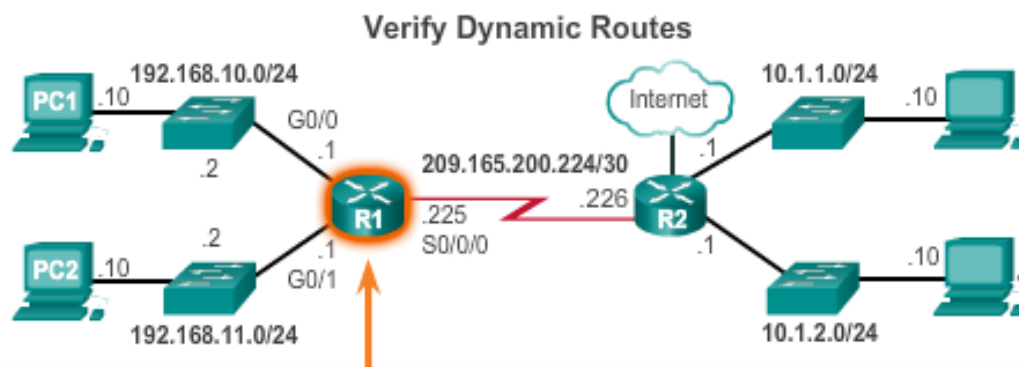 Verify Dynamic Routes
192.168.10.0/24
10.1.1.0/24
PC1
.10
Internet
.10
G0/0
.1
.1
.2
209.165.200.224/30
R1
.225
.226
R2
S0/0/0
.2
.1
.1
PC2
.10
G0/1
.10
192.168.11.0/24
10.1.2.0/24